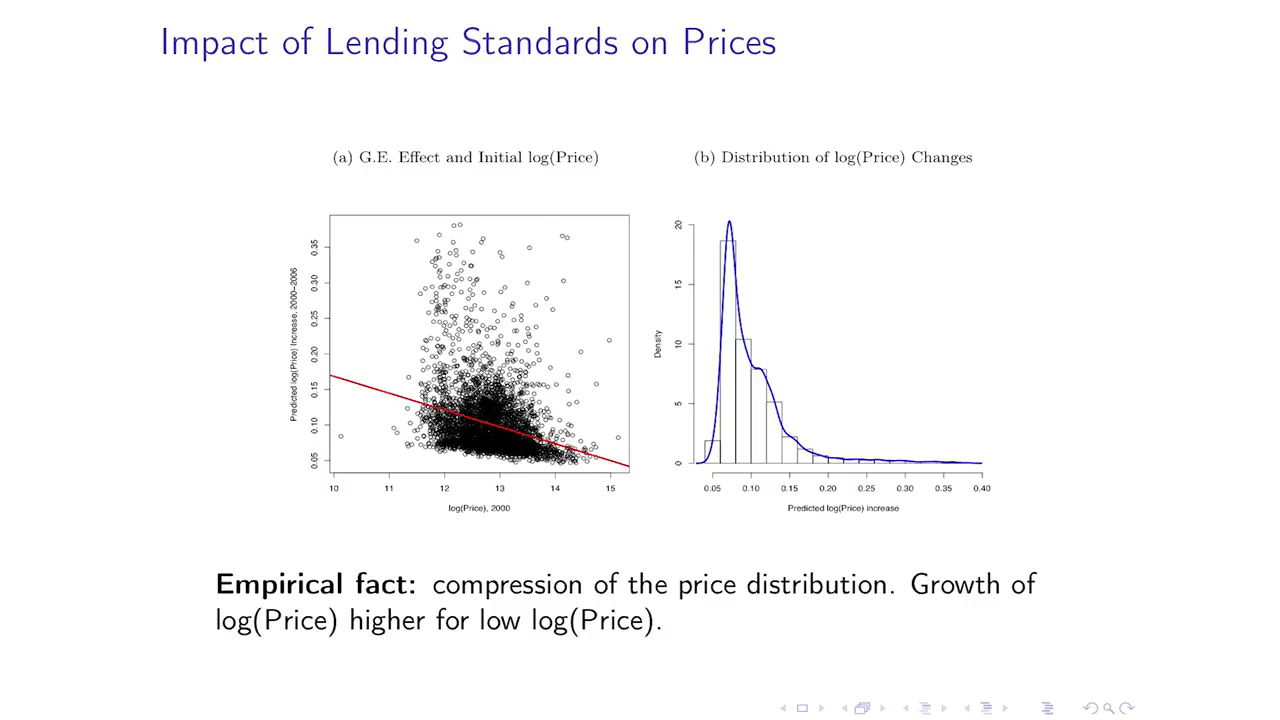 Impact of Lending Standards on Prices
(a) G.E. Effect and Initial log(Price)
Predicted log(Price) Increase, 2000−2006
0.35
0.30
0.25
0.20
0.15
0.10
0.05
10 11 12 13 14 15
log(Price), 2000
(b) Distribution of log(Price) Changes
Density
20
15
10
5
0
0.05 0.10 0.15 0.20 0.25 0.30 0.35 0.40
Predicted log(Price) increase
Empirical fact: compression of the price distribution. Growth of
log(Price) higher for low log(Price).